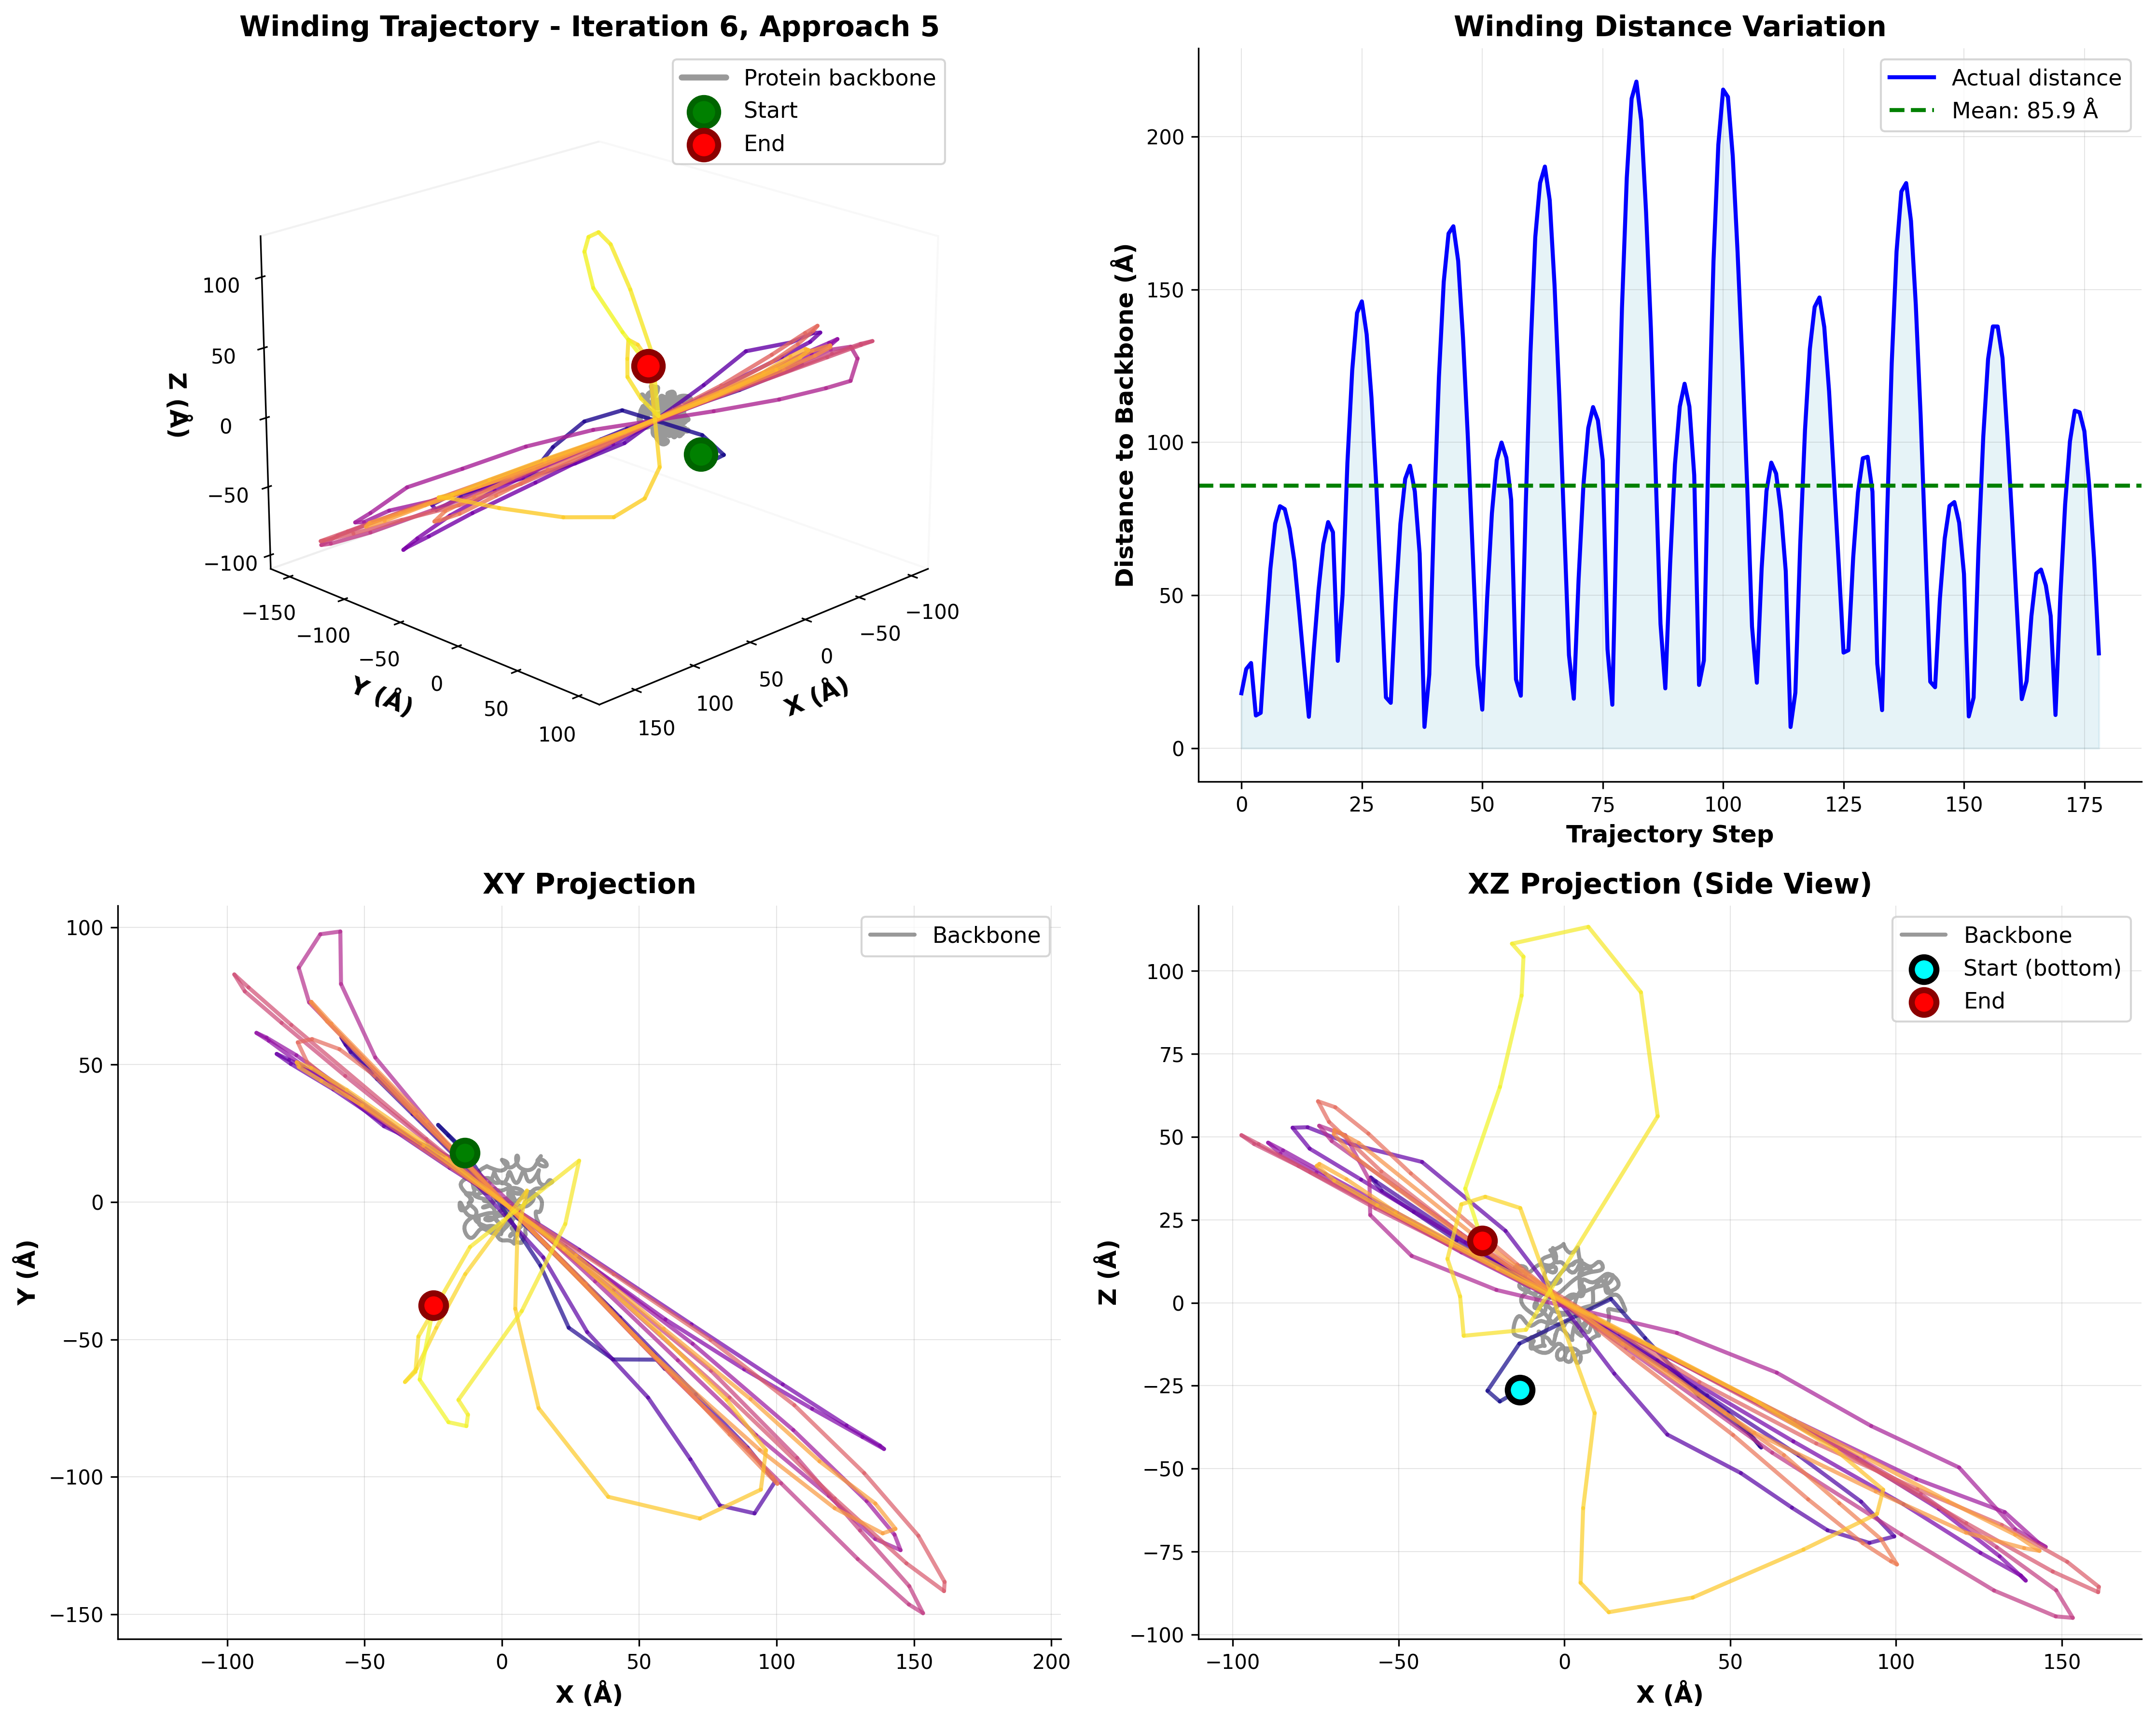 Winding Trajectory - Iteration 6, Approach 5
Protein backbone
Start
End
100
50
0
−50
−100
Z (Å)
−150
−100
−50
0
50
100
Y (Å)
150
100
50
0
−50
−100
X (Å)
Winding Distance Variation
Actual distance
Mean: 85.9 Å
200
150
100
50
0
Distance to Backbone (Å)
0 25 50 75 100 125 150 175
Trajectory Step
XY Projection
Backbone
100
50
0
−50
−100
−150
Y (Å)
−100 −50 0 50 100 150 200
X (Å)
XZ Projection (Side View)
Backbone
Start (bottom)
End
100
75
50
25
0
−25
−50
−75
−100
Z (Å)
−100 −50 0 50 100 150
X (Å)